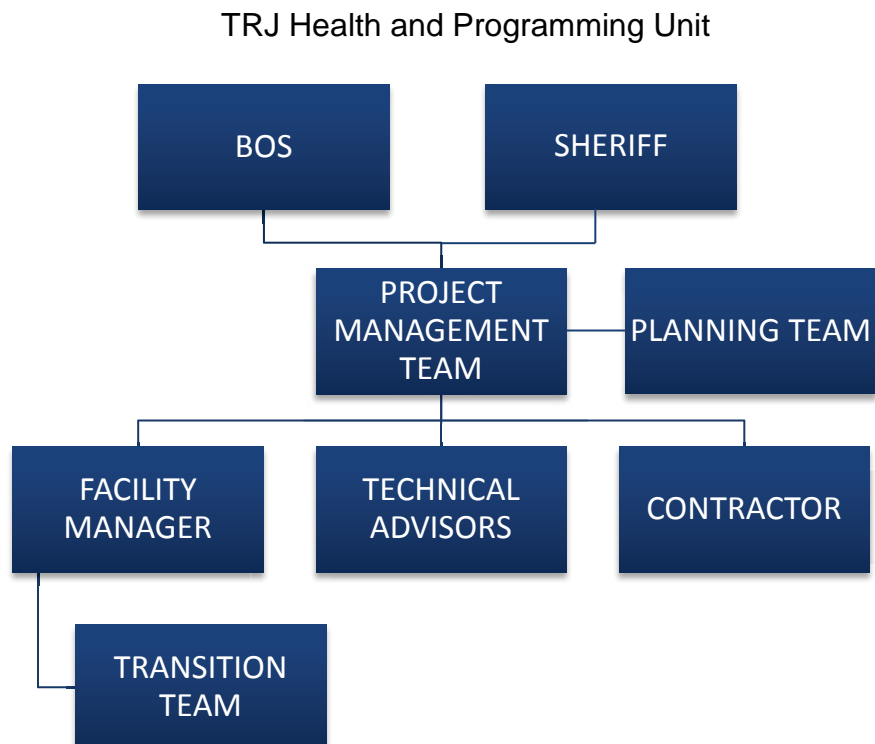 TRJ Health and Programming Unit
BOS
SHERIFF
PROJECT
MANAGEMENT
TEAM
PLANNING TEAM
FACILITY
MANAGER
TECHNICAL
ADVISORS
CONTRACTOR
TRANSITION
TEAM